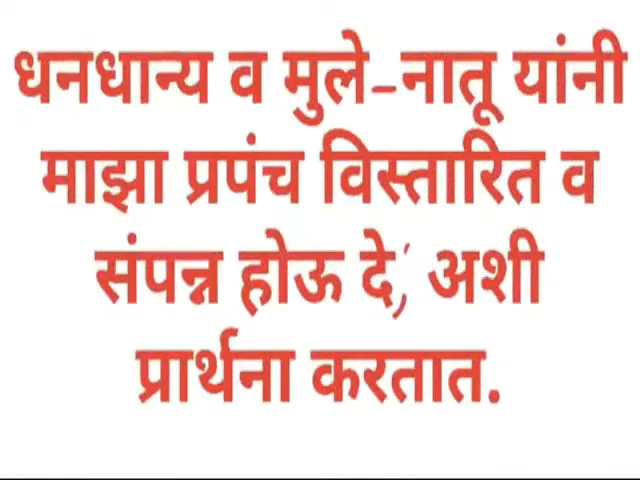 धनधान्य व मुले-नातू यांनी
माझा प्रपंच विस्तारित व
संपन्न होऊ दे,' अशी
प्रार्थना करतात.